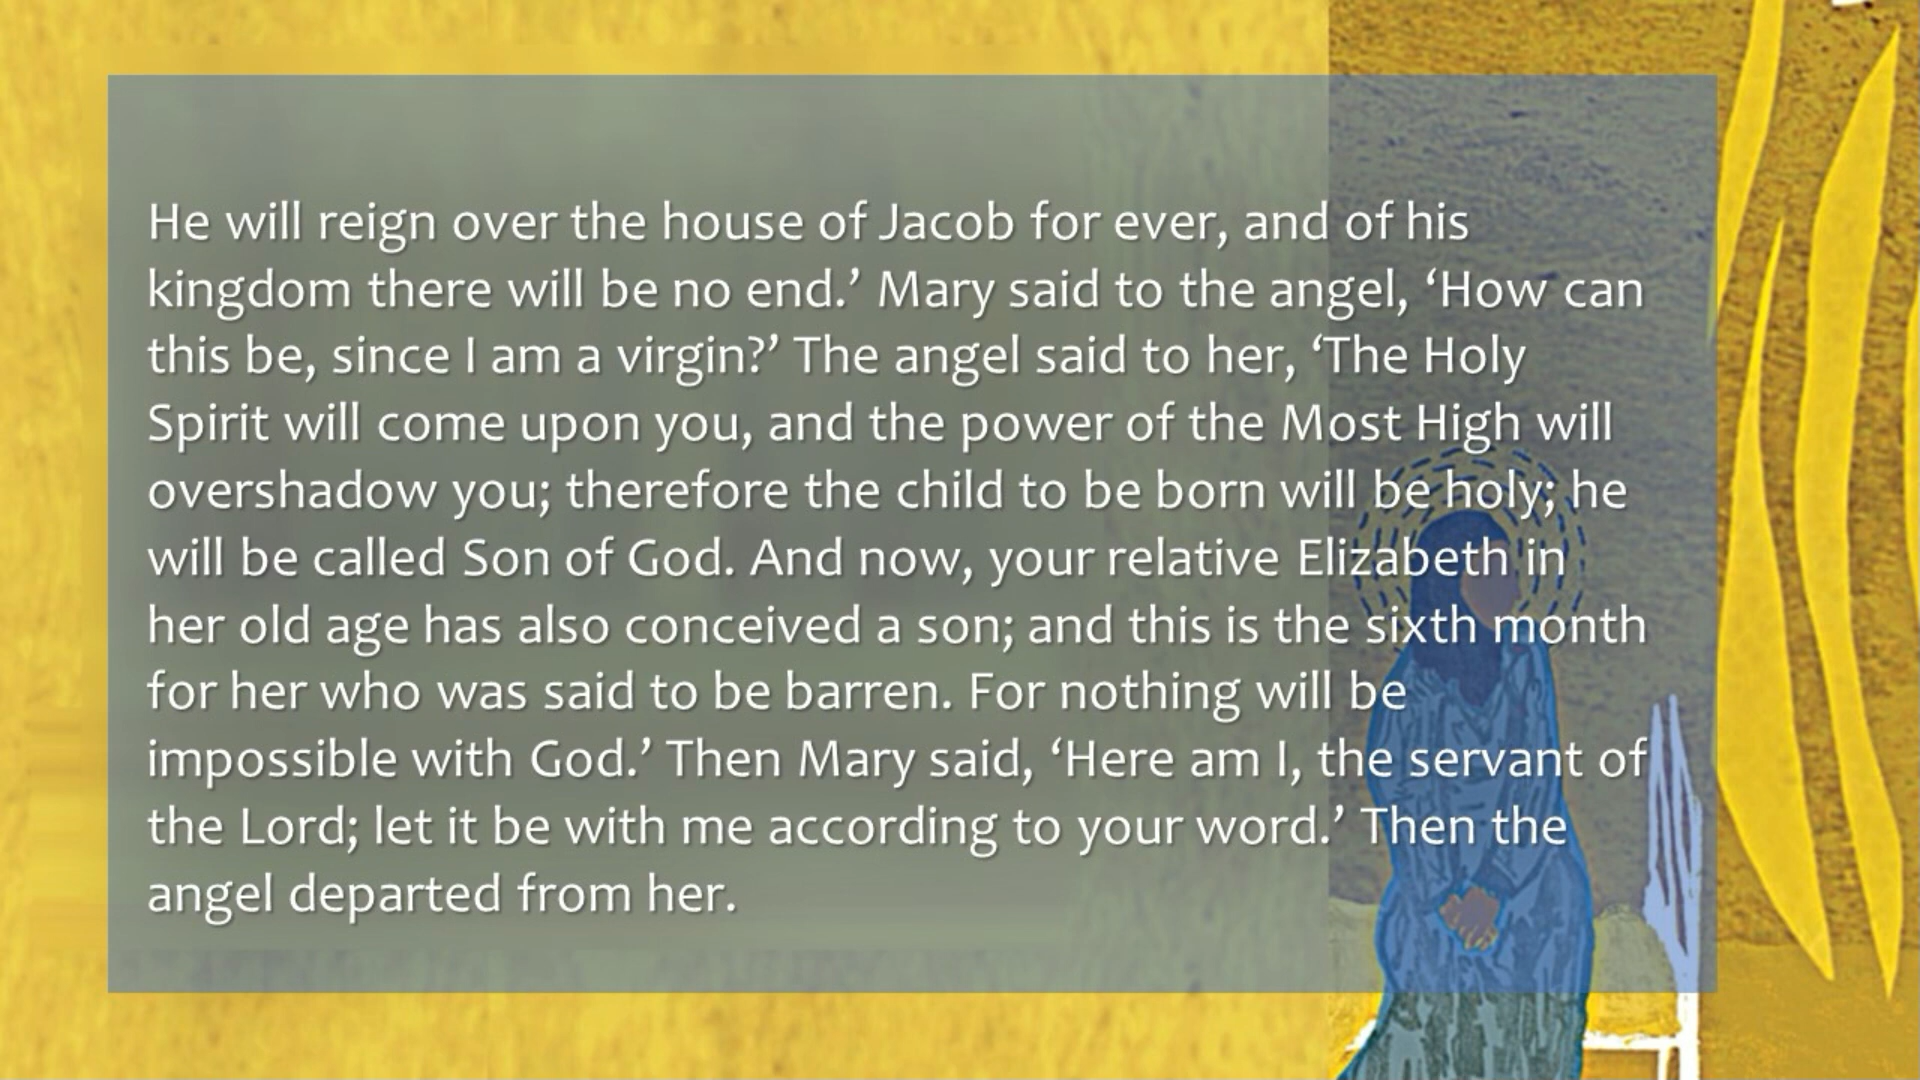 He will reign over the house of Jacob for ever, and of his
kingdom there will be no end.’ Mary said to the angel, ‘How can
this be, since I am a virgin?’ The angel said to her, ‘The Holy
Spirit will come upon you, and the power of the Most High will
overshadow you; therefore the child to be born will be holy; he
will be called Son of God. And now, your relative Elizabeth in
her old age has also conceived a son; and this is the sixth month
for her who was said to be barren. For nothing will be
impossible with God.’ Then Mary said, ‘Here am I, the servant of
the Lord; let it be with me according to your word.’ Then the
angel departed from her.